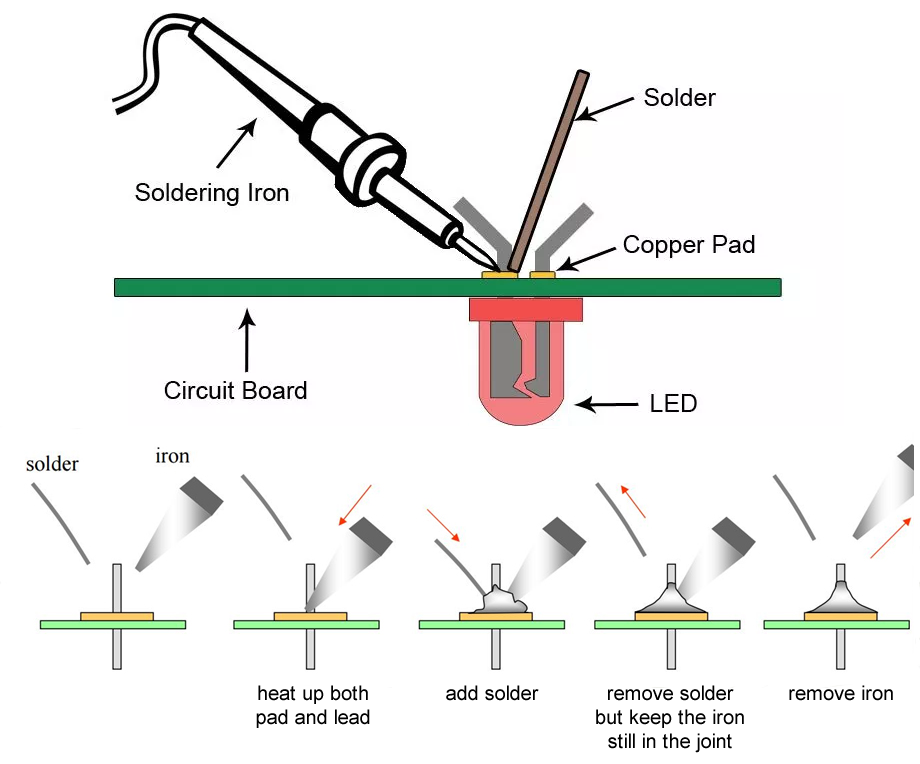 Solder
Soldering Iron
Copper Pad
Circuit Board
LED
solder
iron
heat up both
pad and lead
add solder
remove solder
but keep the iron
still in the joint
remove iron